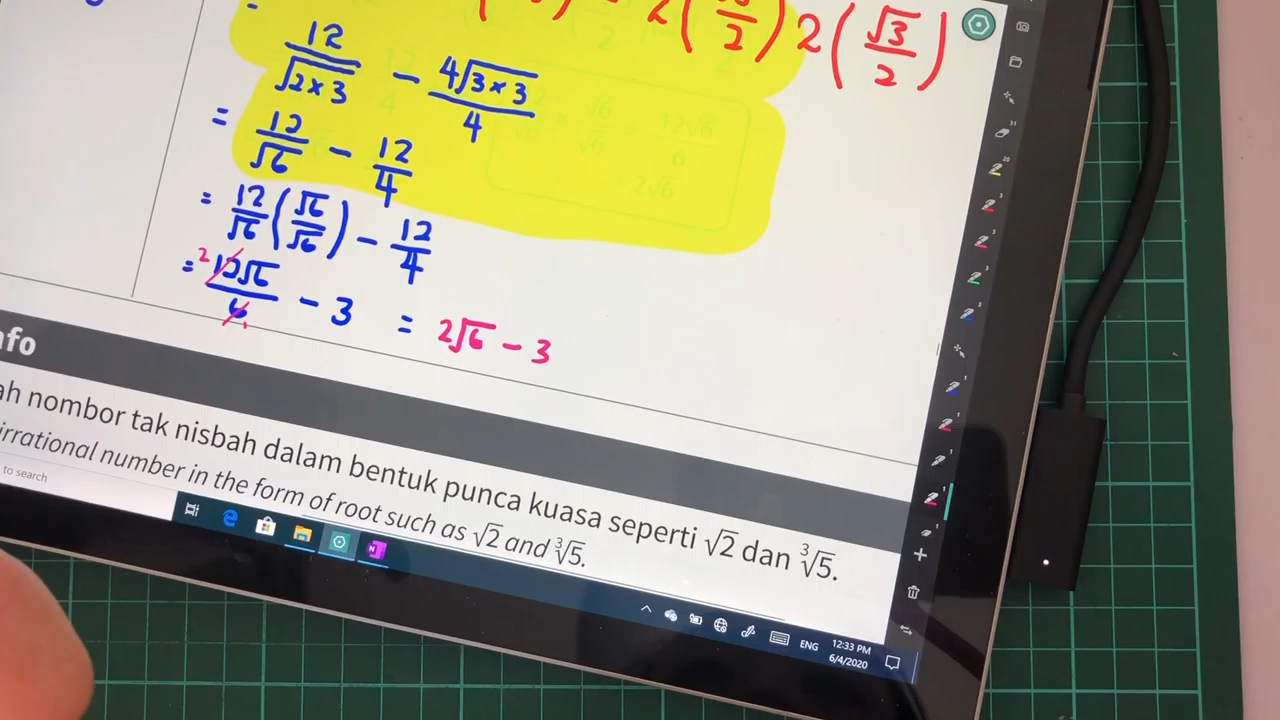 2( /2) 2(√3/2)
12/√(2×3) − 4√(3×3)/4
= 12/√6 − 12/4
= 12/√6 (√6/√6) − 12/4
= 2 12√6/6 − 3 = 2√6 − 3
nfo
ah nombor tak nisbah dalam bentuk punca kuasa seperti √2 dan ∛5.
irrational number in the form of root such as √2 and ∛5.
to search
ENG
12:33 PM
6/4/2020